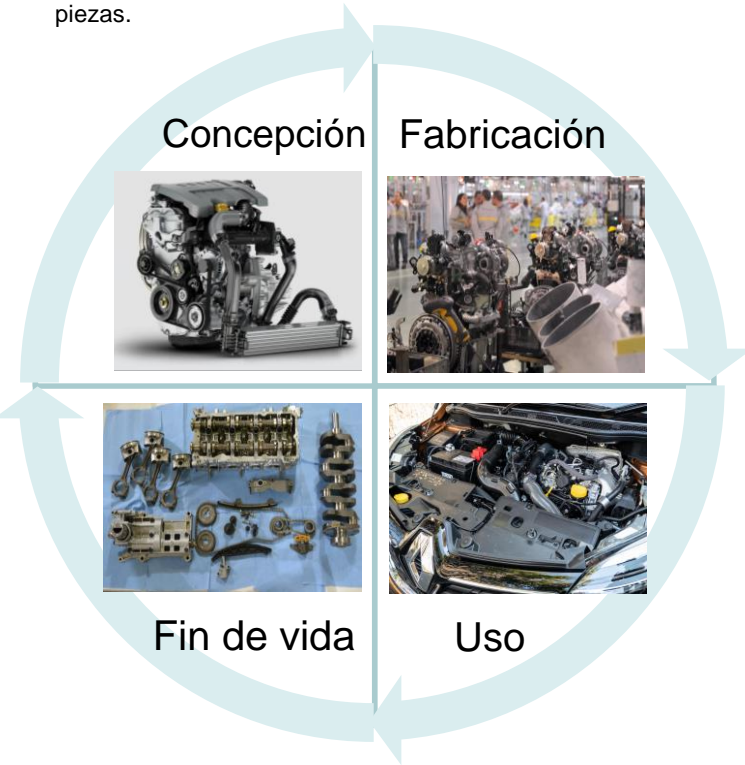 piezas.
Concepción
Fabricación
Fin de vida
Uso